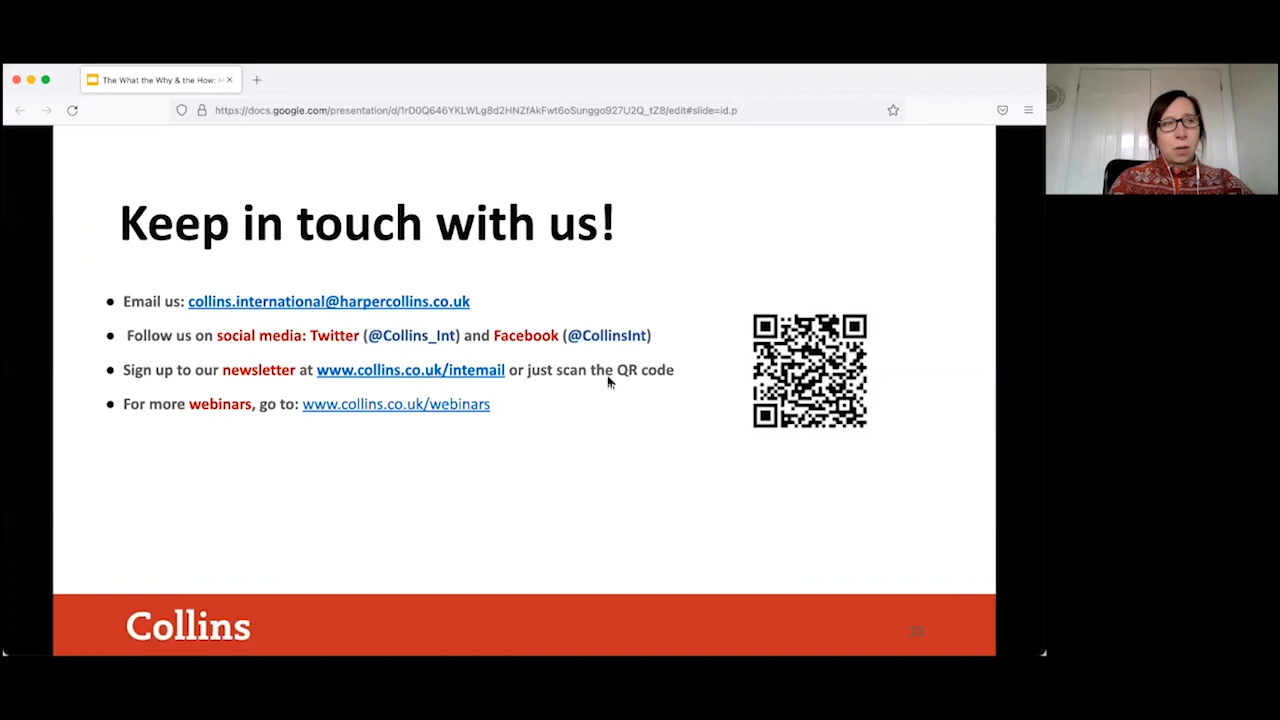 The What the Why & the How:
https://docs.google.com/presentation/d/1rD0Q646YKLWLg8d2HNZfAkFwt6oSunggo927U2Q_tZ8/edit#slide=id.p
Keep in touch with us!
● Email us: collins.international@harpercollins.co.uk
● Follow us on social media: Twitter (@Collins_Int) and Facebook (@CollinsInt)
● Sign up to our newsletter at www.collins.co.uk/intemail or just scan the QR code
● For more webinars, go to: www.collins.co.uk/webinars
Collins